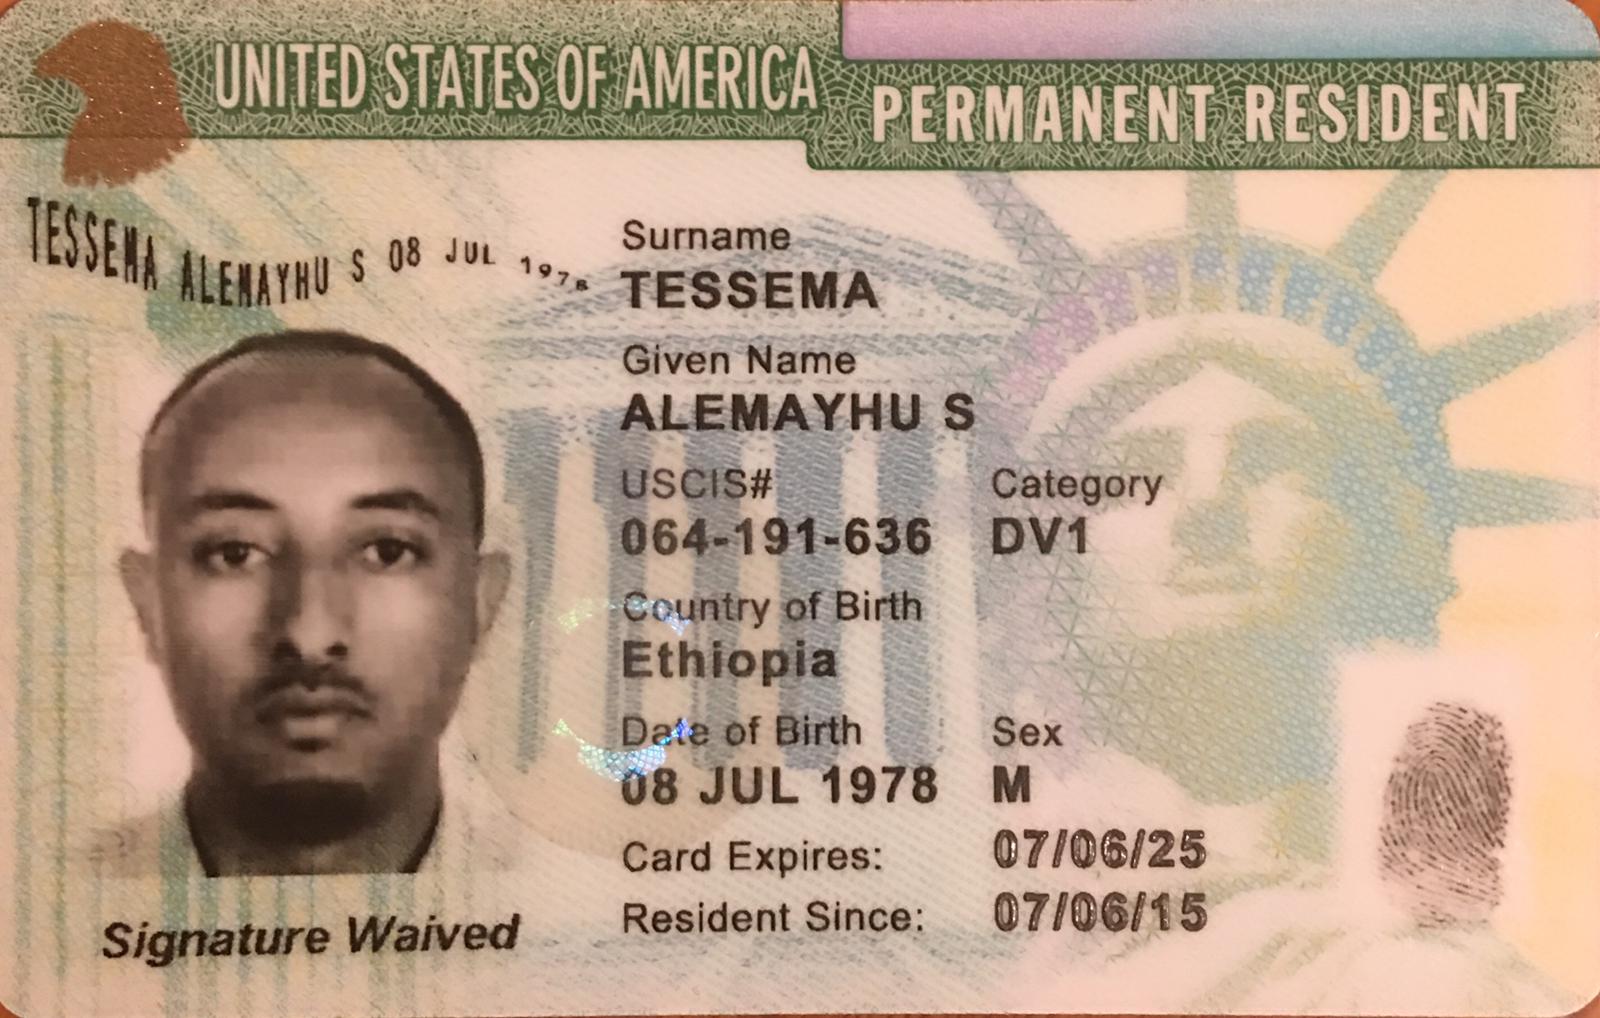 UNITED STATES OF AMERICA
PERMANENT RESIDENT
TESSEMA ALEMAYHU S 08 JUL 1978
Surname
TESSEMA
Given Name
ALEMAYHU S
USCIS# Category
064-191-636 DV1
Country of Birth
Ethiopia
Date of Birth Sex
08 JUL 1978 M
Card Expires: 07/06/25
Resident Since: 07/06/15
Signature Waived